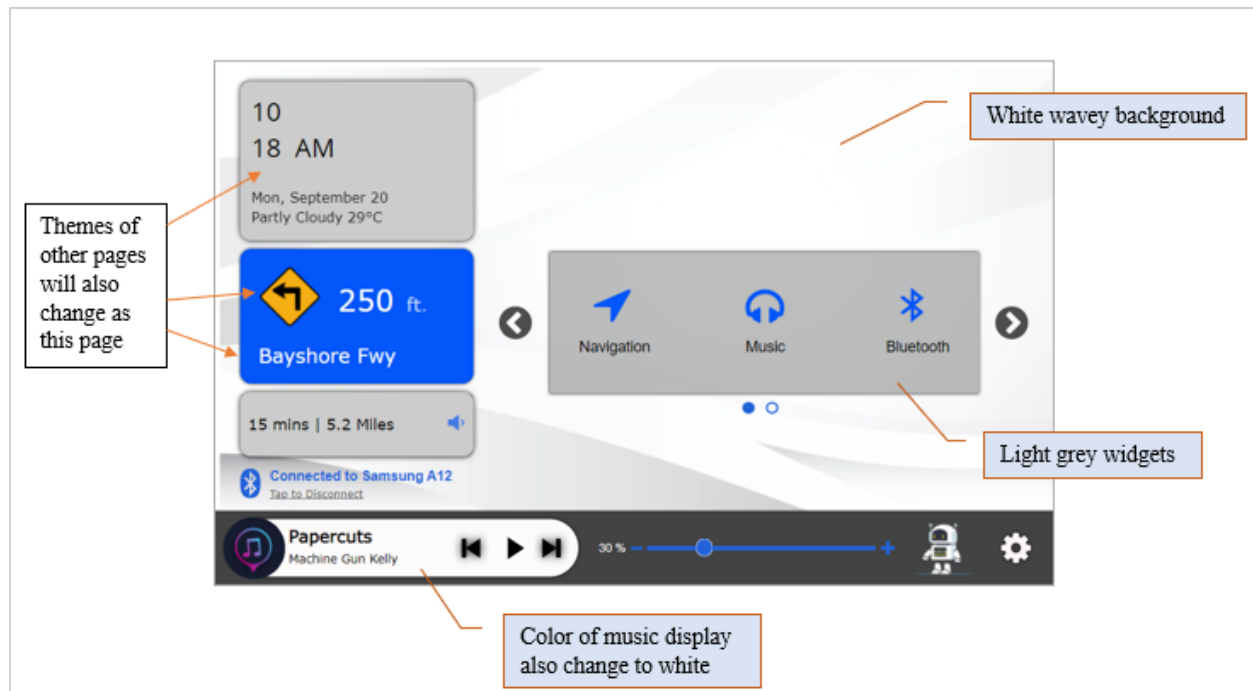 10
18 AM
Mon, September 20
Partly Cloudy 29°C
Themes of
other pages
will also
change as
this page
250 ft.
Bayshore Fwy
15 mins | 5.2 Miles
Connected to Samsung A12
Tap to Disconnect
White wavey background
Navigation
Music
Bluetooth
Light grey widgets
Papercuts
Machine Gun Kelly
30 %
Color of music display
also change to white